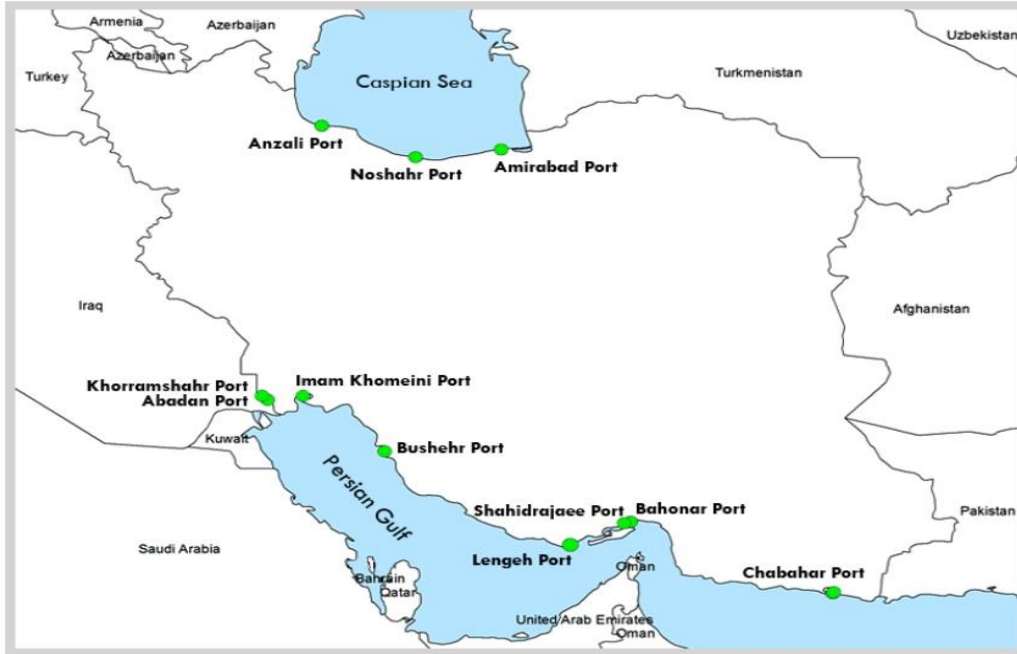 Armenia
Azerbaijan
Uzbekistan
Azerbaijan
Turkey
Caspian Sea
Turkmenistan
Anzali Port
Noshahr Port
Amirabad Port
Iraq
Afghanistan
Khorramshahr Port
Imam Khomeini Port
Abadan Port
Kuwait
Bushehr Port
Persian Gulf
Shahidrajaee Port
Bahonar Port
Pakistan
Saudi Arabia
Lengeh Port
Oman
Chabahar Port
Bahrain
Qatar
United Arab Emirates
Oman